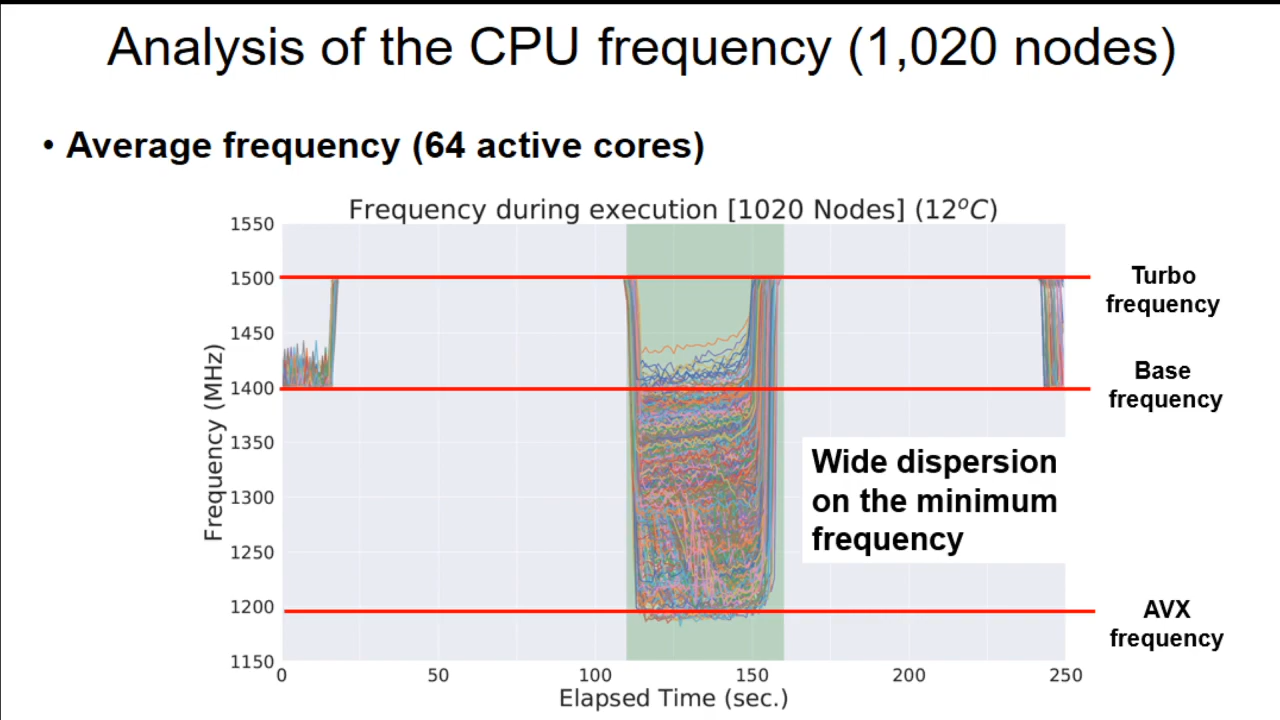 Analysis of the CPU frequency (1,020 nodes)
• Average frequency (64 active cores)
Frequency during execution [1020 Nodes] (12°C)
1550
1500
1450
1400
1350
1300
1250
1200
1150
Frequency (MHz)
0
50
100
150
200
250
Elapsed Time (sec.)
Turbo
frequency
Base
frequency
Wide dispersion
on the minimum
frequency
AVX
frequency